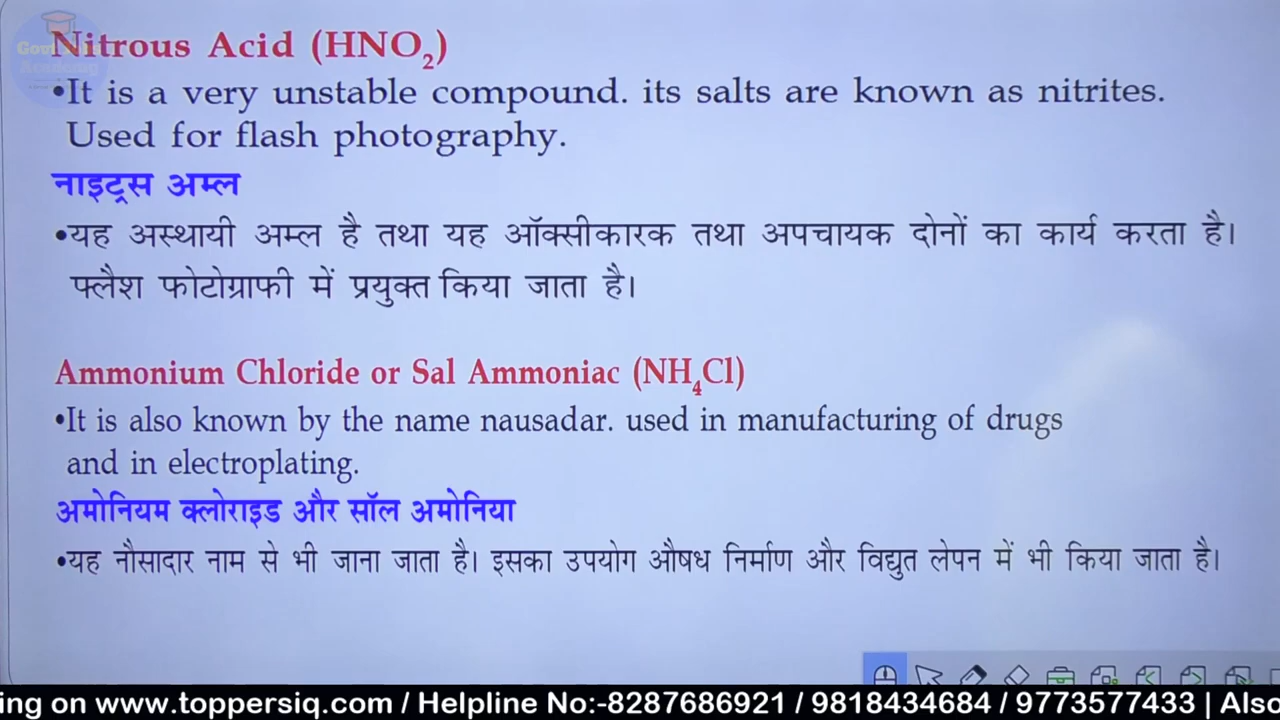 Nitrous Acid (HNO₂)
•It is a very unstable compound. its salts are known as nitrites.
Used for flash photography.
नाइट्रस अम्ल
•यह अस्थायी अम्ल है तथा यह ऑक्सीकारक तथा अपचायक दोनों का कार्य करता है।
फ्लैश फोटोग्राफी में प्रयुक्त किया जाता है।
Ammonium Chloride or Sal Ammoniac (NH₄Cl)
•It is also known by the name nausadar. used in manufacturing of drugs
and in electroplating.
अमोनियम क्लोराइड और सॉल अमोनिया
•यह नौसादार नाम से भी जाना जाता है। इसका उपयोग औषध निर्माण और विद्युत लेपन में भी किया जाता है।
ing on www.toppersiq.com / Helpline No:-8287686921 / 9818434684 / 9773577433 | Also